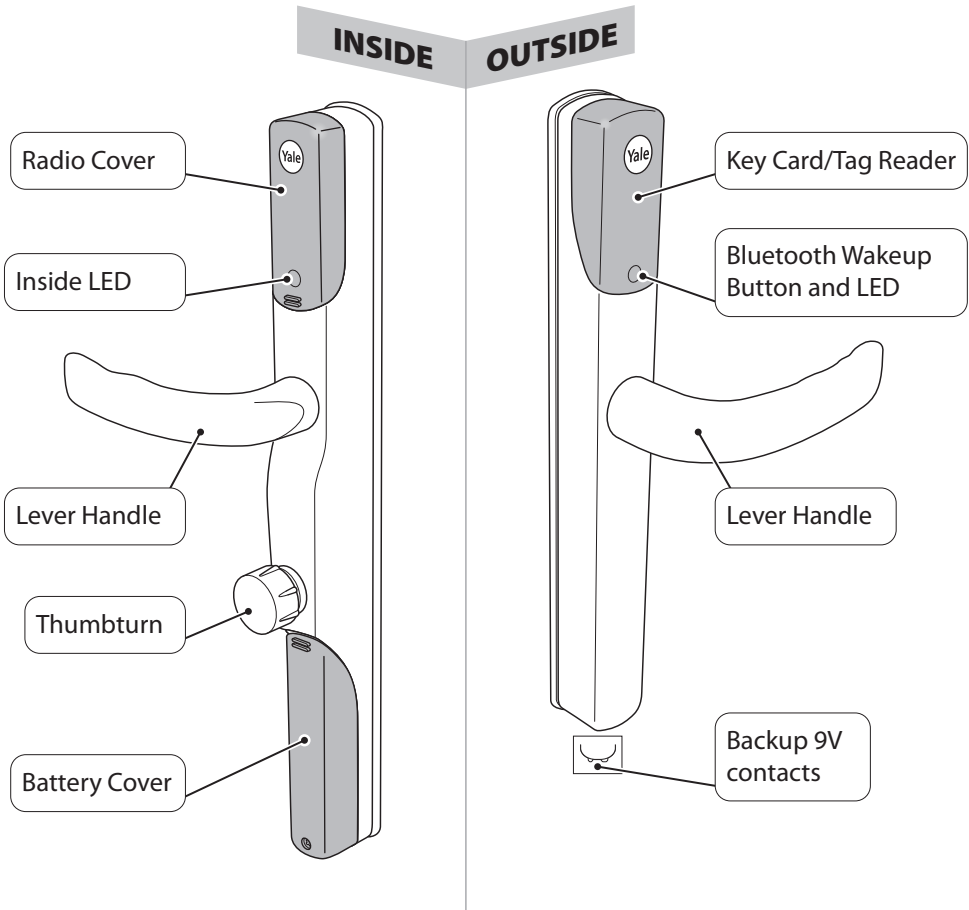 INSIDE
OUTSIDE
Yale
Yale
Radio Cover
Key Card/Tag Reader
Inside LED
Bluetooth Wakeup
Button and LED
Lever Handle
Lever Handle
Thumbturn
Backup 9V
contacts
Battery Cover